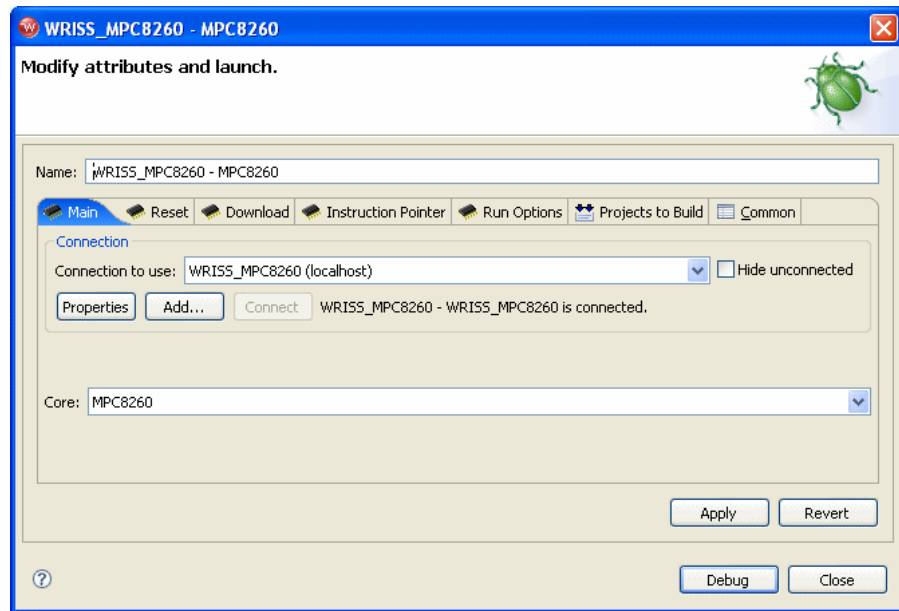 WRISS_MPC8260 - MPC8260
Modify attributes and launch.
Name: WRISS_MPC8260 - MPC8260
Main Reset Download Instruction Pointer Run Options Projects to Build Common
Connection
Connection to use: WRISS_MPC8260 (localhost) Hide unconnected
Properties Add... Connect WRISS_MPC8260 - WRISS_MPC8260 is connected.
Core: MPC8260
Apply Revert
? Debug Close